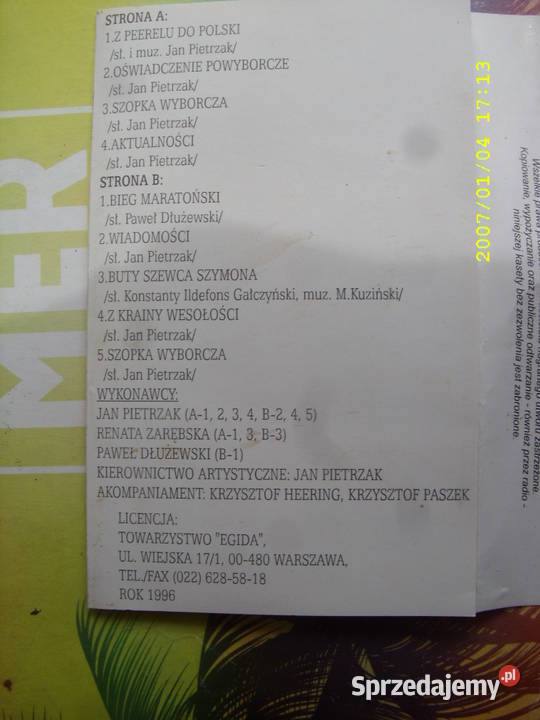 STRONA A:
1.Z PEERELU DO POLSKI
/sł. i muz. Jan Pietrzak/
2.OŚWIADCZENIE POWYBORCZE
/sł. Jan Pietrzak/
3.SZOPKA WYBORCZA
/sł. Jan Pietrzak/
4.AKTUALNOŚCI
/sł. Jan Pietrzak/
STRONA B:
1.BIEG MARATOŃSKI
/sł. Paweł Dłużewski/
2.WIADOMOŚCI
/sł. Jan Pietrzak/
3.BUTY SZEWCA SZYMONA
/sł. Konstanty Ildefons Gałczyński, muz. M.Kuziński/
4.Z KRAINY WESOŁOŚCI
/sł. Jan Pietrzak/
5.SZOPKA WYBORCZA
/sł. Jan Pietrzak/
WYKONAWCY:
JAN PIETRZAK (A-1, 2, 3, 4, B-2, 4, 5)
RENATA ZARĘBSKA (A-1, 3, B-3)
PAWEŁ DŁUŻEWSKI (B-1)
KIEROWNICTWO ARTYSTYCZNE: JAN PIETRZAK
AKOMPANIAMENT: KRZYSZTOF HEERING, KRZYSZTOF PASZEK
LICENCJA:
TOWARZYSTWO "EGIDA",
UL. WIEJSKA 17/1, 00-480 WARSZAWA,
TEL./FAX (022) 628-58-18
ROK 1996
MER
2007/01/04 17:13
Wszelkie prawa utworu zastrzeżone.
Kopiowanie, wypożyczanie oraz publiczne odtwarzanie - również przez radio -
niniejszej kasety bez zezwolenia jest zabronione.
Sprzedajemy.pl